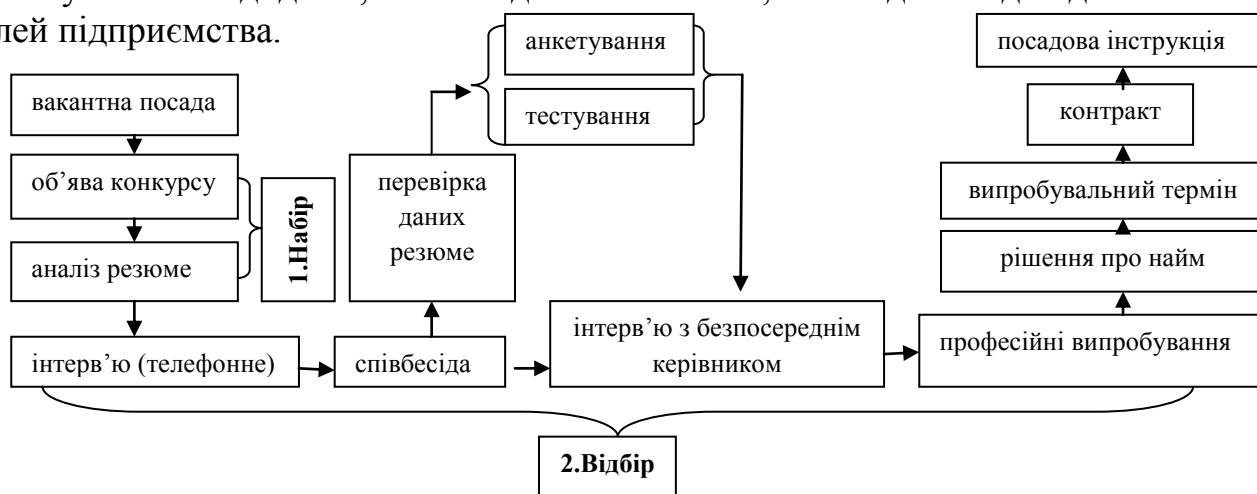 лей підприємства.
вакантна посада
об’ява конкурсу
аналіз резюме
1.Набір
інтерв’ю (телефонне)
співбесіда
перевірка
даних
резюме
анкетування
тестування
інтерв’ю з безпосереднім
керівником
професійні випробування
рішення про найм
випробувальний термін
контракт
посадова інструкція
2.Відбір